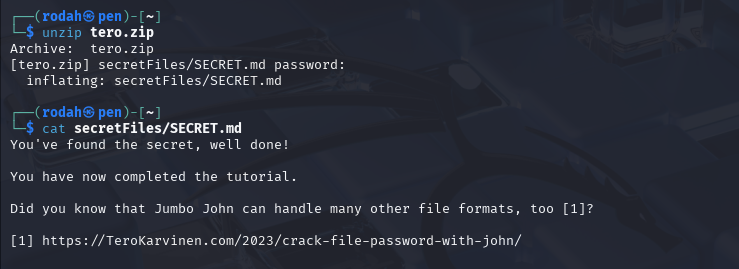 ┌──(rodah㉿pen)-[~]
└─$ unzip tero.zip
Archive:  tero.zip
[tero.zip] secretFiles/SECRET.md password:
  inflating: secretFiles/SECRET.md
┌──(rodah㉿pen)-[~]
└─$ cat secretFiles/SECRET.md
You've found the secret, well done!
You have now completed the tutorial.
Did you know that Jumbo John can handle many other file formats, too [1]?
[1] https://TeroKarvinen.com/2023/crack-file-password-with-john/